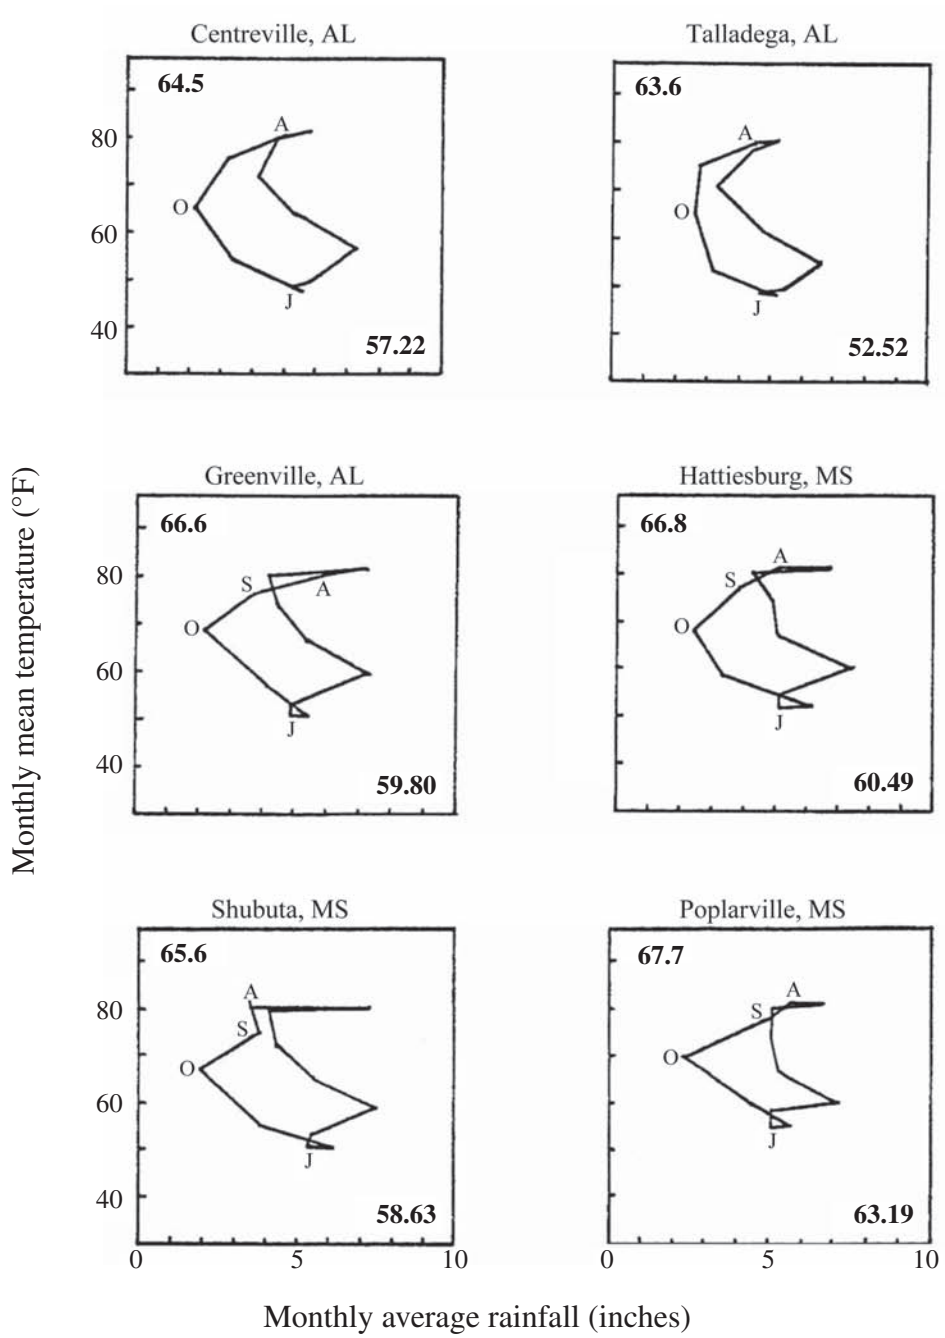 Centreville, AL
Talladega, AL
64.5
63.6
A
A
80
O
O
60
J
J
40
57.22
52.52
Monthly mean temperature (°F)
Greenville, AL
Hattiesburg, MS
66.6
66.8
80
S
A
S
A
O
O
60
J
J
40
59.80
60.49
Shubuta, MS
Poplarville, MS
65.6
67.7
A
A
80
S
S
O
O
60
J
J
40
58.63
63.19
0 5 10
0 5 10
Monthly average rainfall (inches)